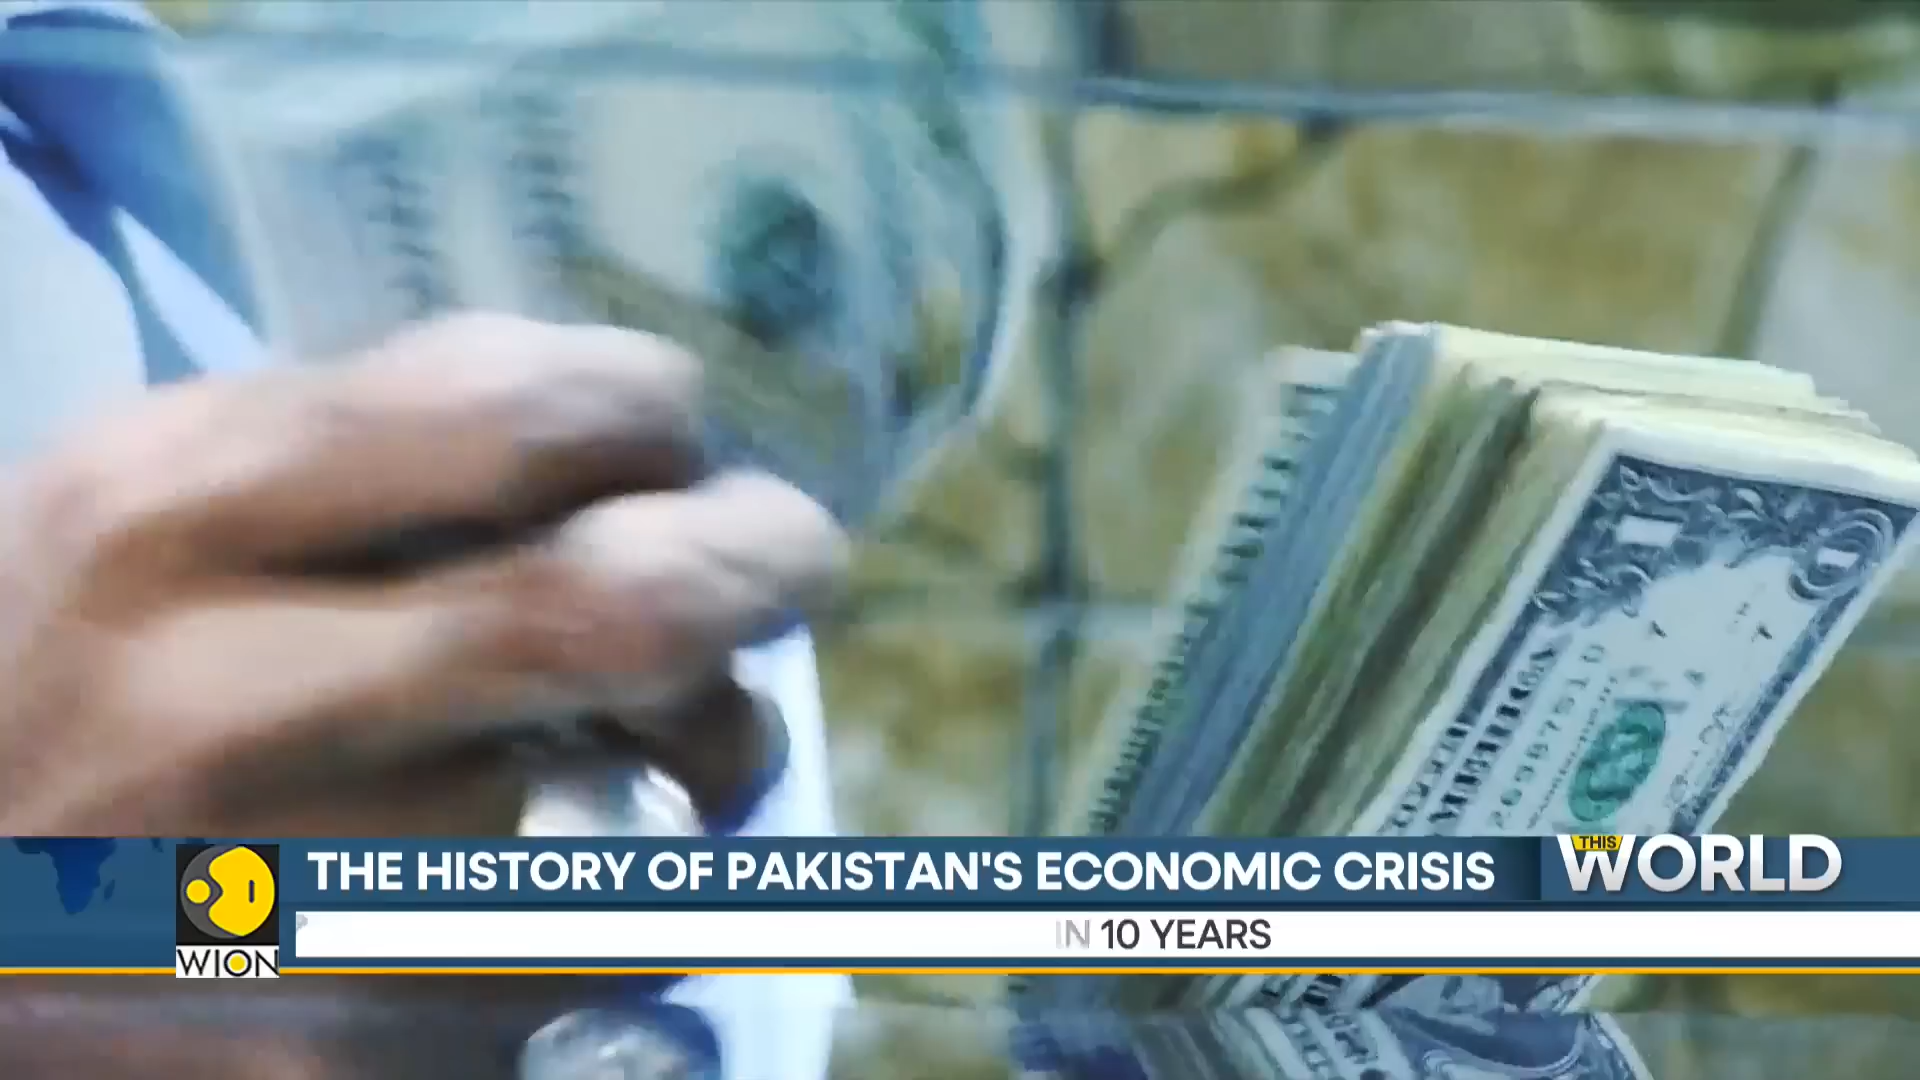 THE HISTORY OF PAKISTAN'S ECONOMIC CRISIS
THIS
WORLD
IN 10 YEARS
WION